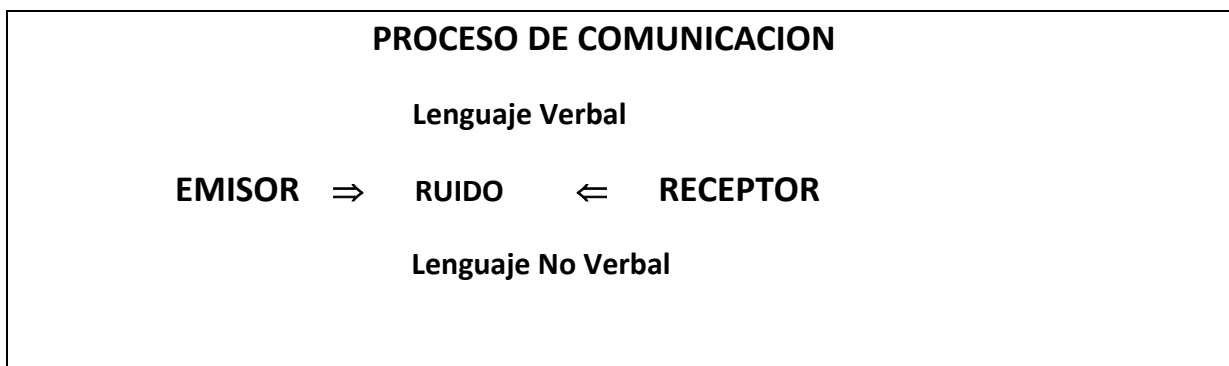 PROCESO DE COMUNICACION
Lenguaje Verbal
EMISOR ⇒ RUIDO ⇐ RECEPTOR
Lenguaje No Verbal